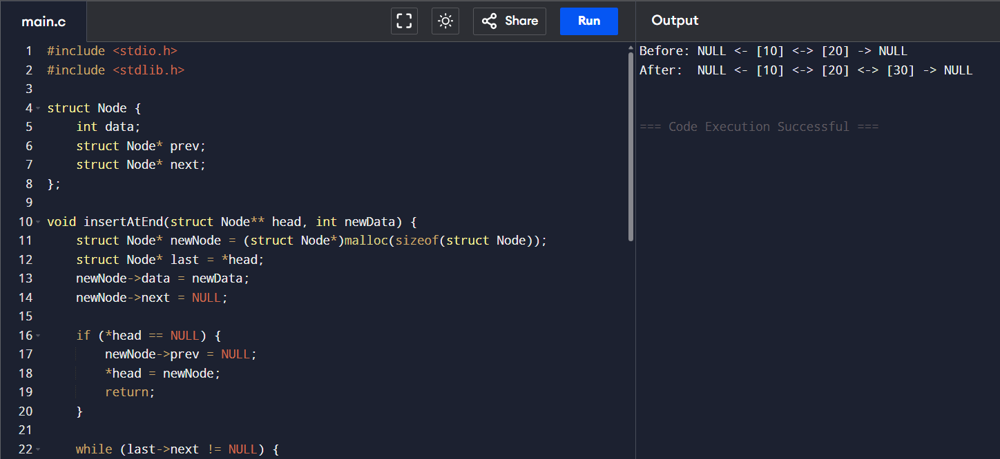 main.c
Share
Run
Output
1 #include <stdio.h>
2 #include <stdlib.h>
3
4 struct Node {
5     int data;
6     struct Node* prev;
7     struct Node* next;
8 };
9
10 void insertAtEnd(struct Node** head, int newData) {
11     struct Node* newNode = (struct Node*)malloc(sizeof(struct Node));
12     struct Node* last = *head;
13     newNode->data = newData;
14     newNode->next = NULL;
15
16     if (*head == NULL) {
17         newNode->prev = NULL;
18         *head = newNode;
19         return;
20     }
21
22     while (last->next != NULL) {
Before: NULL <- [10] <-> [20] -> NULL
After:  NULL <- [10] <-> [20] <-> [30] -> NULL
=== Code Execution Successful ===